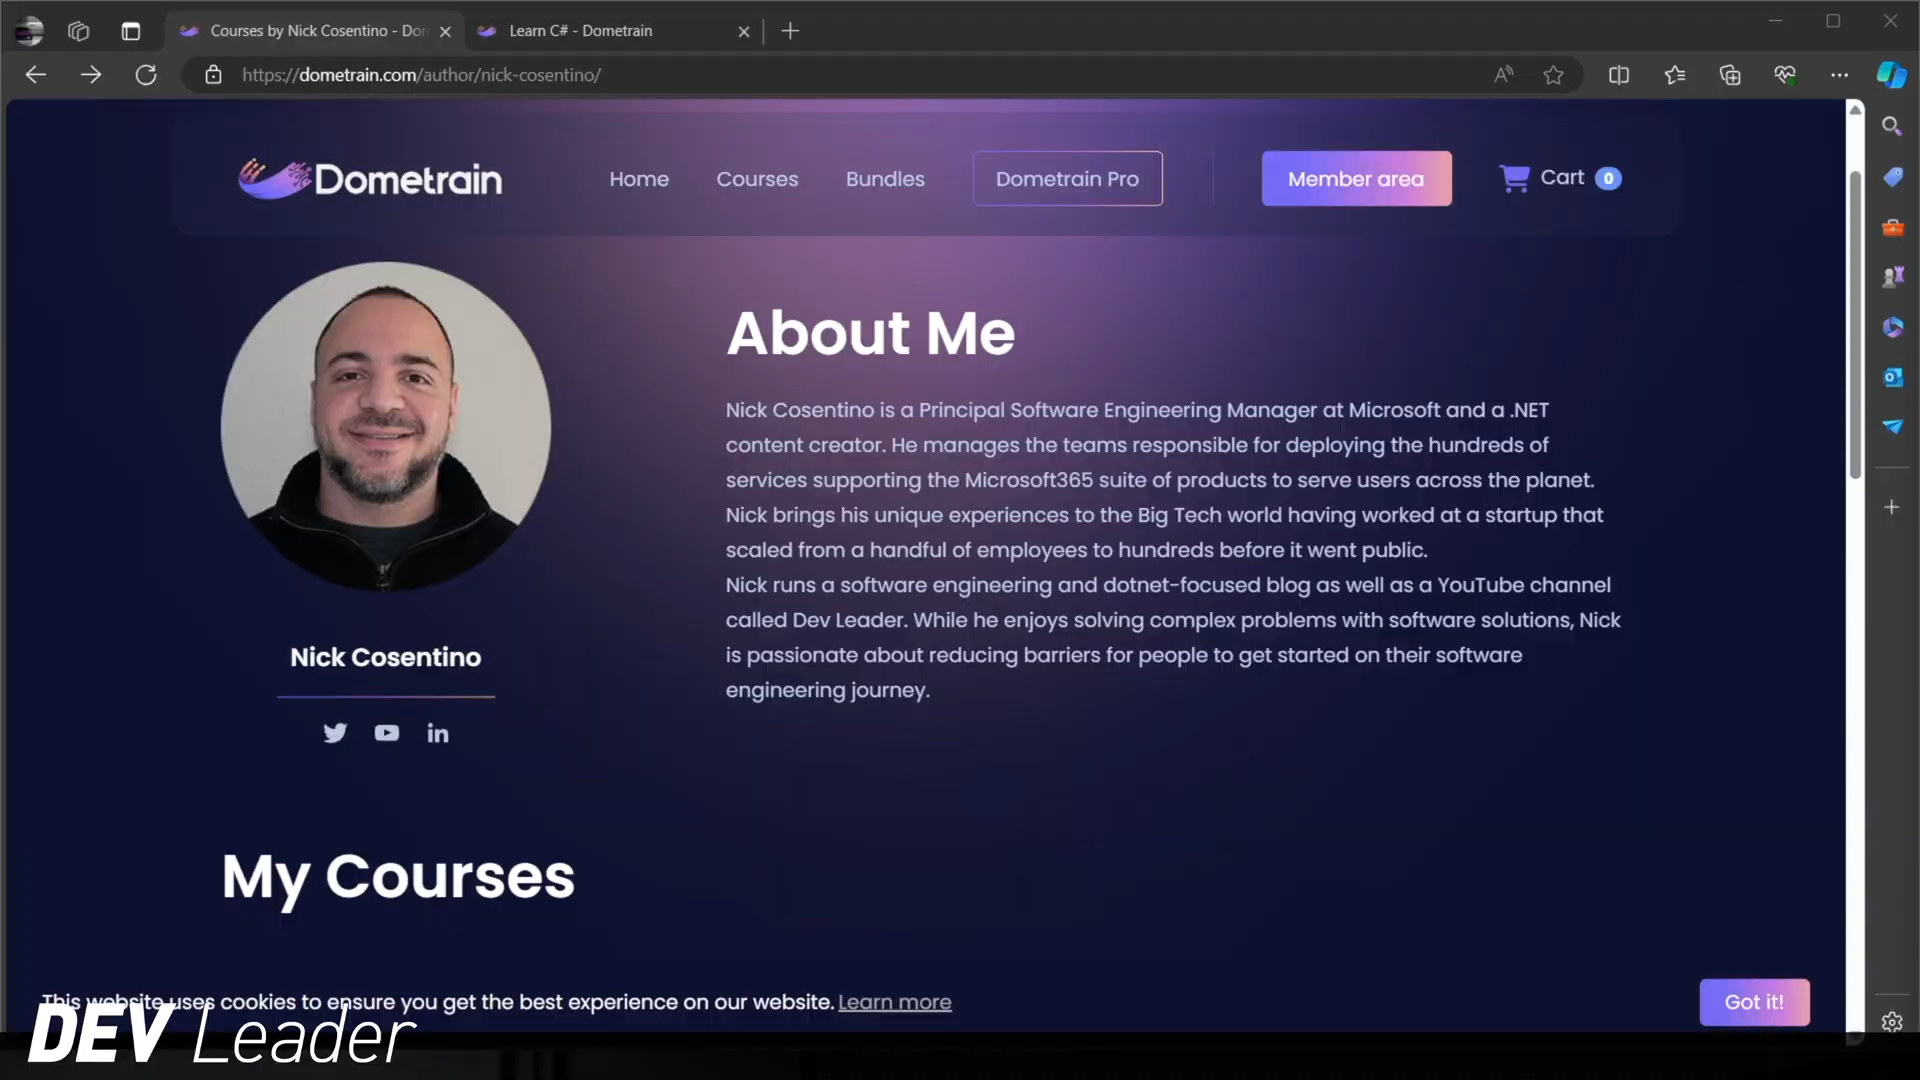 Courses by Nick Cosentino - Dom
Learn C# - Dometrain
https://dometrain.com/author/nick-cosentino/
Dometrain
Home
Courses
Bundles
Dometrain Pro
Member area
Cart 0
About Me
Nick Cosentino is a Principal Software Engineering Manager at Microsoft and a .NET
content creator. He manages the teams responsible for deploying the hundreds of
services supporting the Microsoft365 suite of products to serve users across the planet.
Nick brings his unique experiences to the Big Tech world having worked at a startup that
scaled from a handful of employees to hundreds before it went public.
Nick runs a software engineering and dotnet-focused blog as well as a YouTube channel
called Dev Leader. While he enjoys solving complex problems with software solutions, Nick
is passionate about reducing barriers for people to get started on their software
engineering journey.
Nick Cosentino
My Courses
This website uses cookies to ensure you get the best experience on our website. Learn more
Got it!
DEV Leader